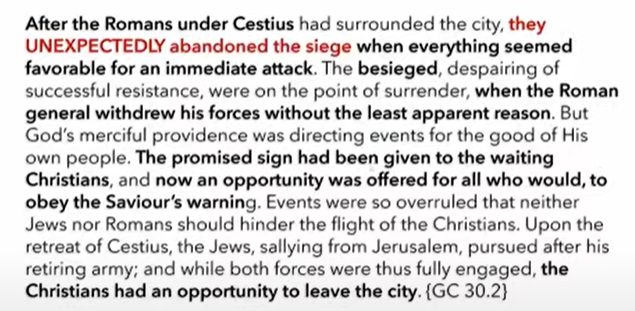 After the Romans under Cestius had surrounded the city, they
UNEXPECTEDLY abandoned the siege when everything seemed
favorable for an immediate attack. The besieged, despairing of
successful resistance, were on the point of surrender, when the Roman
general withdrew his forces without the least apparent reason. But
God's merciful providence was directing events for the good of His
own people. The promised sign had been given to the waiting
Christians, and now an opportunity was offered for all who would, to
obey the Saviour's warning. Events were so overruled that neither
Jews nor Romans should hinder the flight of the Christians. Upon the
retreat of Cestius, the Jews, sallying from Jerusalem, pursued after his
retiring army; and while both forces were thus fully engaged, the
Christians had an opportunity to leave the city. {GC 30.2}